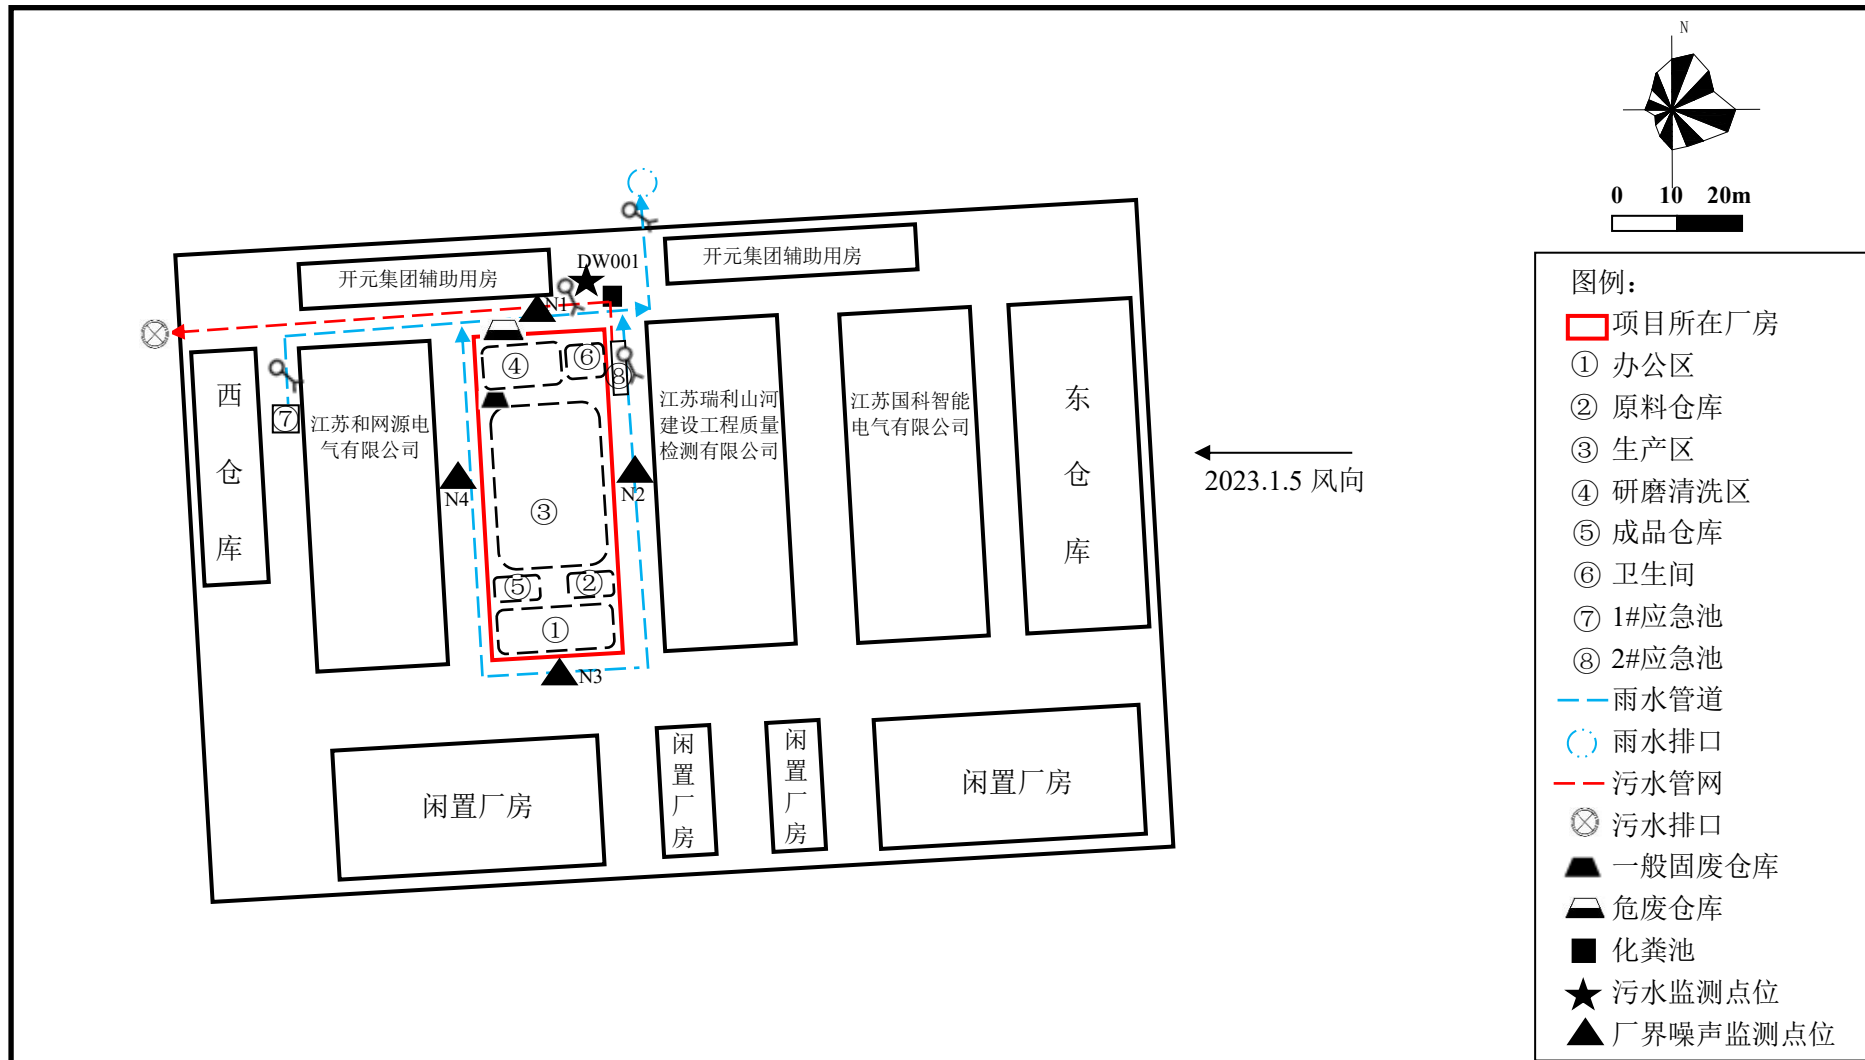 N
0 10 20m
开元集团辅助用房
DW001
开元集团辅助用房
N1
西仓库
⑦
江苏和网源电
气有限公司
④
⑥
⑧
江苏瑞利山河
建设工程质量
检测有限公司
江苏国科智能
电气有限公司
东仓库
2023.1.5 风向
N4
N2
③
⑤
②
①
N3
闲置厂房
闲置厂房
闲置厂房
闲置厂房
图例：
项目所在厂房
① 办公区
② 原料仓库
③ 生产区
④ 研磨清洗区
⑤ 成品仓库
⑥ 卫生间
⑦ 1#应急池
⑧ 2#应急池
雨水管道
雨水排口
污水管网
污水排口
一般固废仓库
危废仓库
化粪池
污水监测点位
厂界噪声监测点位